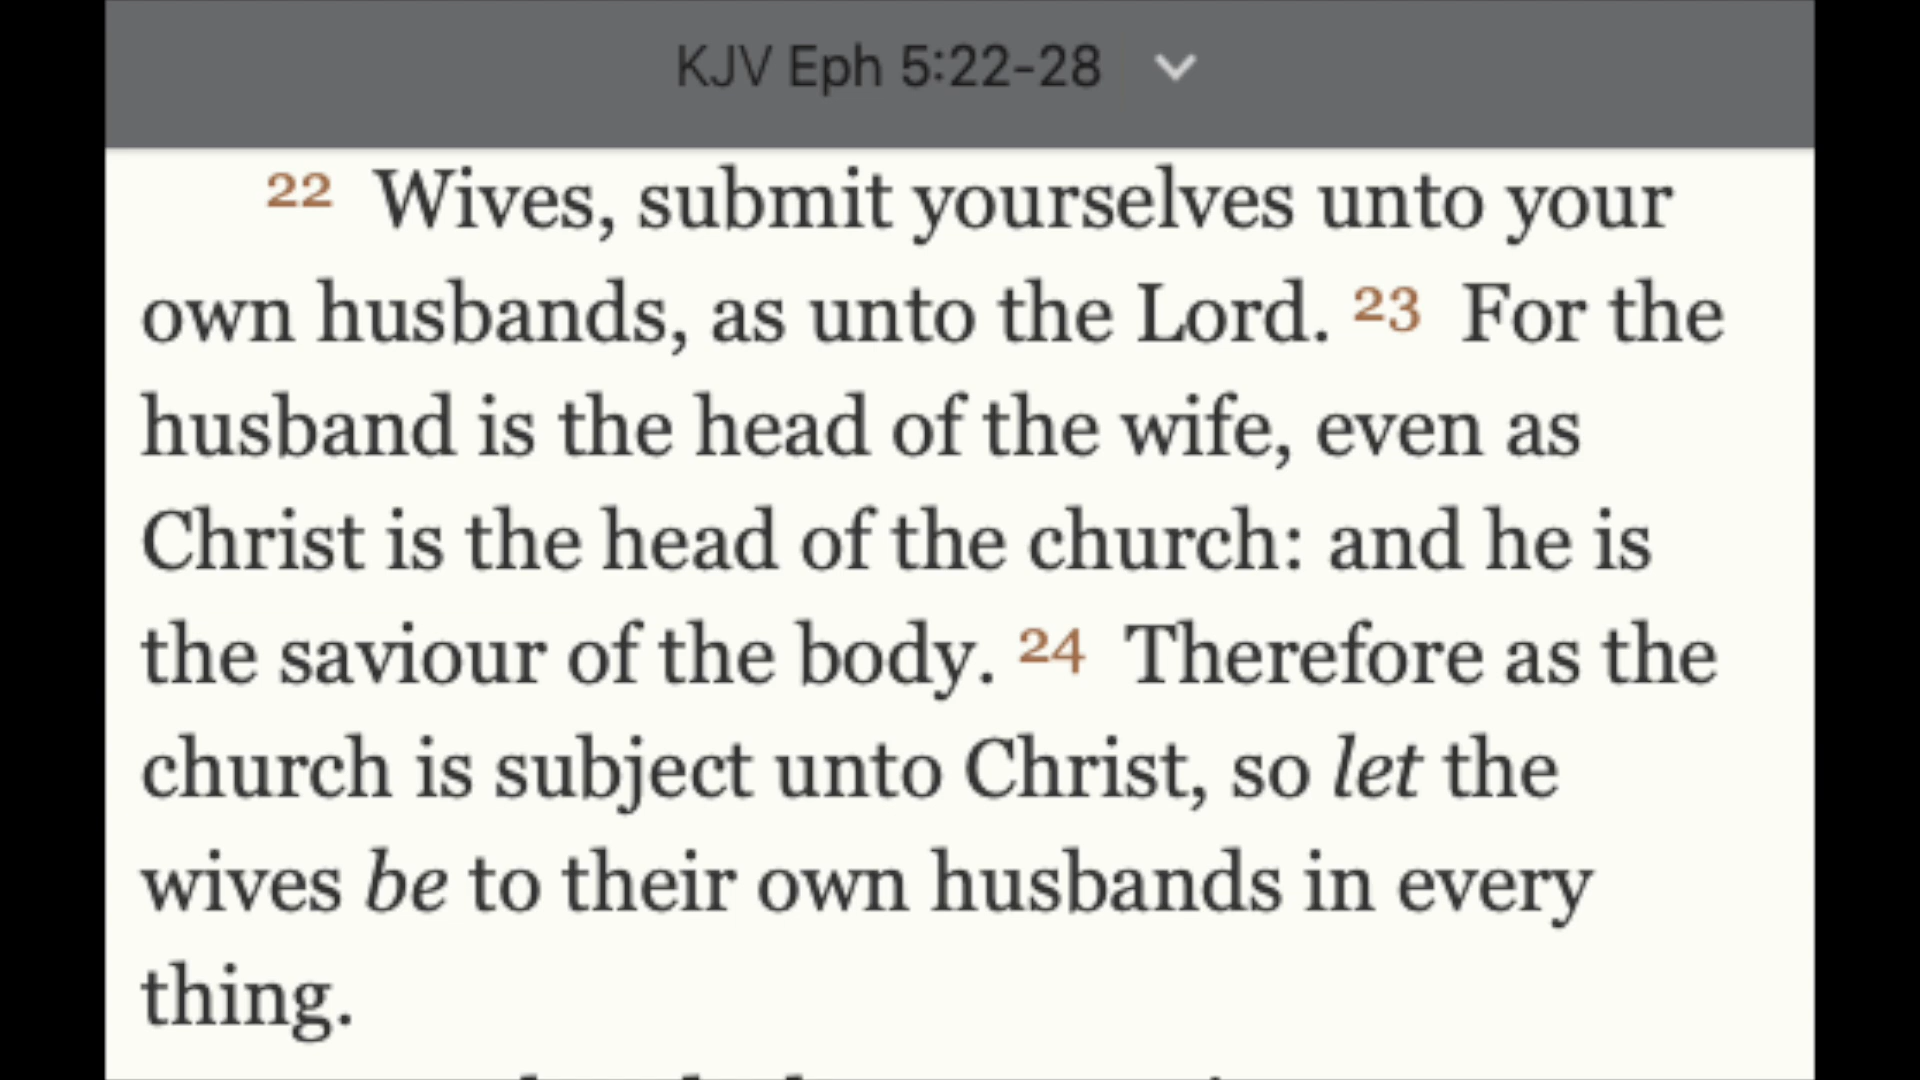 KJV Eph 5:22-28
22 Wives, submit yourselves unto your
own husbands, as unto the Lord. 23 For the
husband is the head of the wife, even as
Christ is the head of the church: and he is
the saviour of the body. 24 Therefore as the
church is subject unto Christ, so let the
wives be to their own husbands in every
thing.